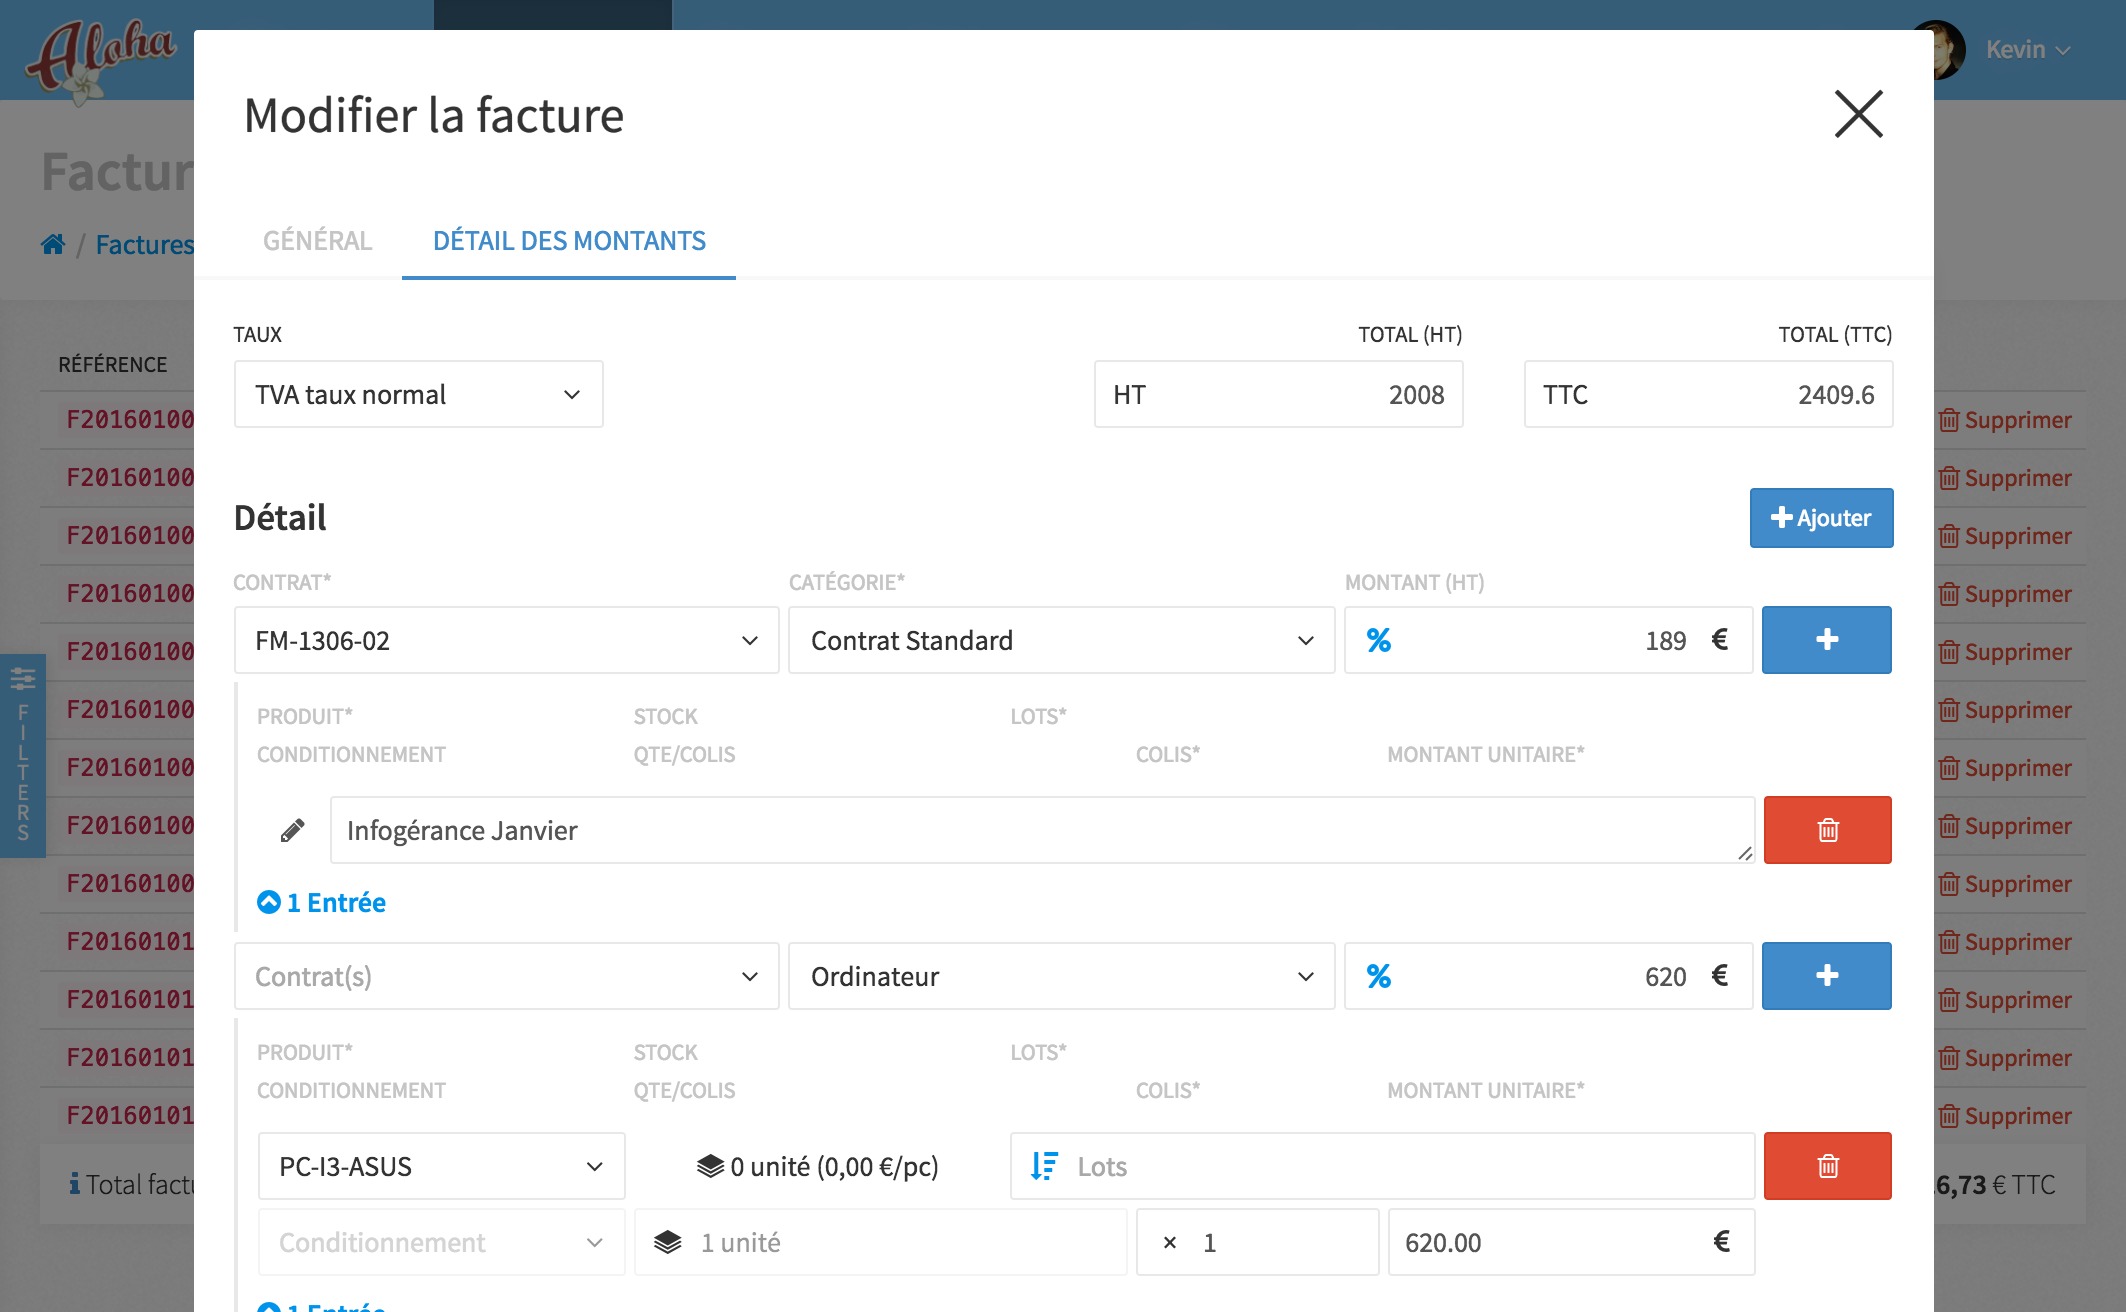 Aloha
Kevin
Modifier la facture
Factur
/ Factures
GÉNÉRAL
DÉTAIL DES MONTANTS
TAUX
TOTAL (HT)
TOTAL (TTC)
RÉFÉRENCE
TVA taux normal
HT 2008
TTC 2409.6
F20160100
Supprimer
F20160100
Supprimer
Détail
+ Ajouter
F20160100
Supprimer
CONTRAT*
CATÉGORIE*
MONTANT (HT)
F20160100
Supprimer
FM-1306-02
Contrat Standard
% 189 €
+
F20160100
Supprimer
FILTERS
PRODUIT*
STOCK
LOTS*
F20160100
Supprimer
CONDITIONNEMENT
QTE/COLIS
COLIS*
MONTANT UNITAIRE*
F20160100
Supprimer
Infogérance Janvier
F20160100
Supprimer
F20160100
Supprimer
1 Entrée
F20160101
Supprimer
Contrat(s)
Ordinateur
% 620 €
+
F20160101
Supprimer
PRODUIT*
STOCK
LOTS*
F20160101
Supprimer
CONDITIONNEMENT
QTE/COLIS
COLIS*
MONTANT UNITAIRE*
F20160101
Supprimer
PC-I3-ASUS
0 unité (0,00 €/pc)
Lots
Total factu
6,73 € TTC
Conditionnement
1 unité
× 1
620.00 €
1 Entrée